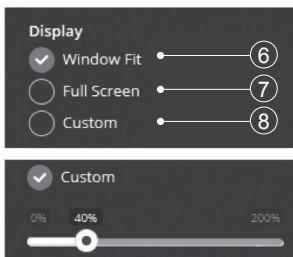 Display
Window Fit 6
Full Screen 7
Custom 8
Custom
0% 40% 200%